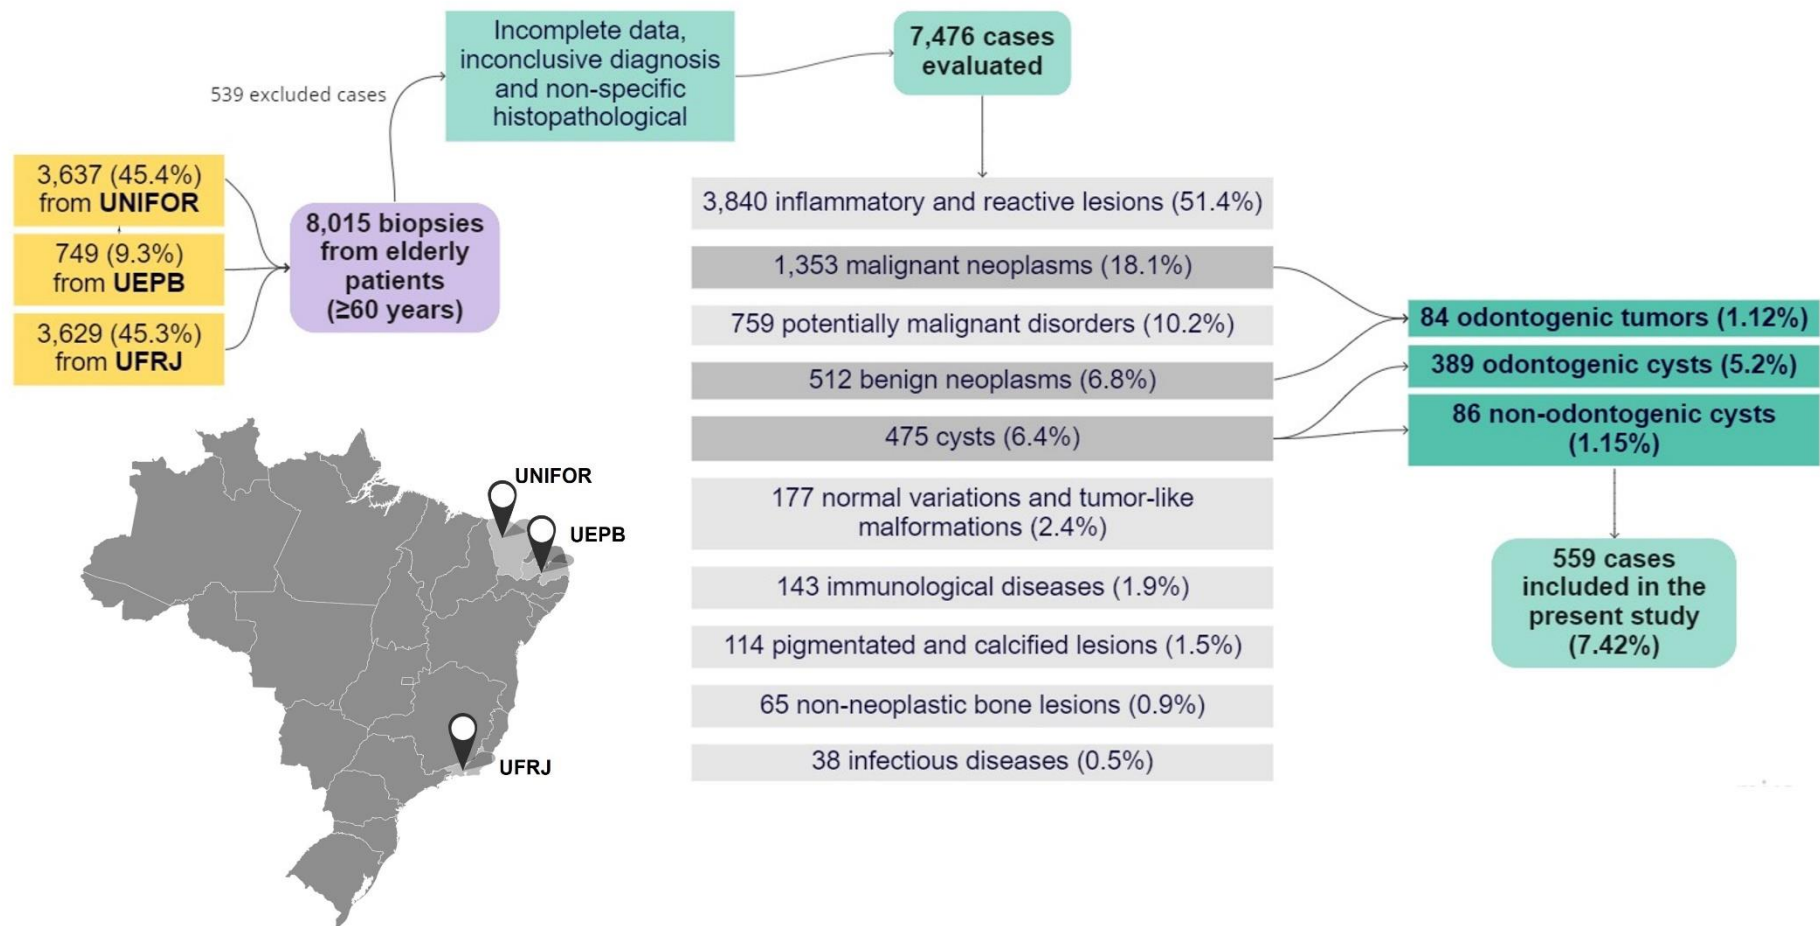 Incomplete data,
inconclusive diagnosis
and non-specific
histopathological
7,476 cases
evaluated
539 excluded cases
3,637 (45.4%)
from UNIFOR
749 (9.3%)
from UEPB
3,629 (45.3%)
from UFRJ
8,015 biopsies
from elderly
patients
(≥60 years)
3,840 inflammatory and reactive lesions (51.4%)
1,353 malignant neoplasms (18.1%)
759 potentially malignant disorders (10.2%)
512 benign neoplasms (6.8%)
475 cysts (6.4%)
177 normal variations and tumor-like
malformations (2.4%)
143 immunological diseases (1.9%)
114 pigmentated and calcified lesions (1.5%)
65 non-neoplastic bone lesions (0.9%)
38 infectious diseases (0.5%)
84 odontogenic tumors (1.12%)
389 odontogenic cysts (5.2%)
86 non-odontogenic cysts
(1.15%)
559 cases
included in the
present study
(7.42%)
UNIFOR
UEPB
UFRJ